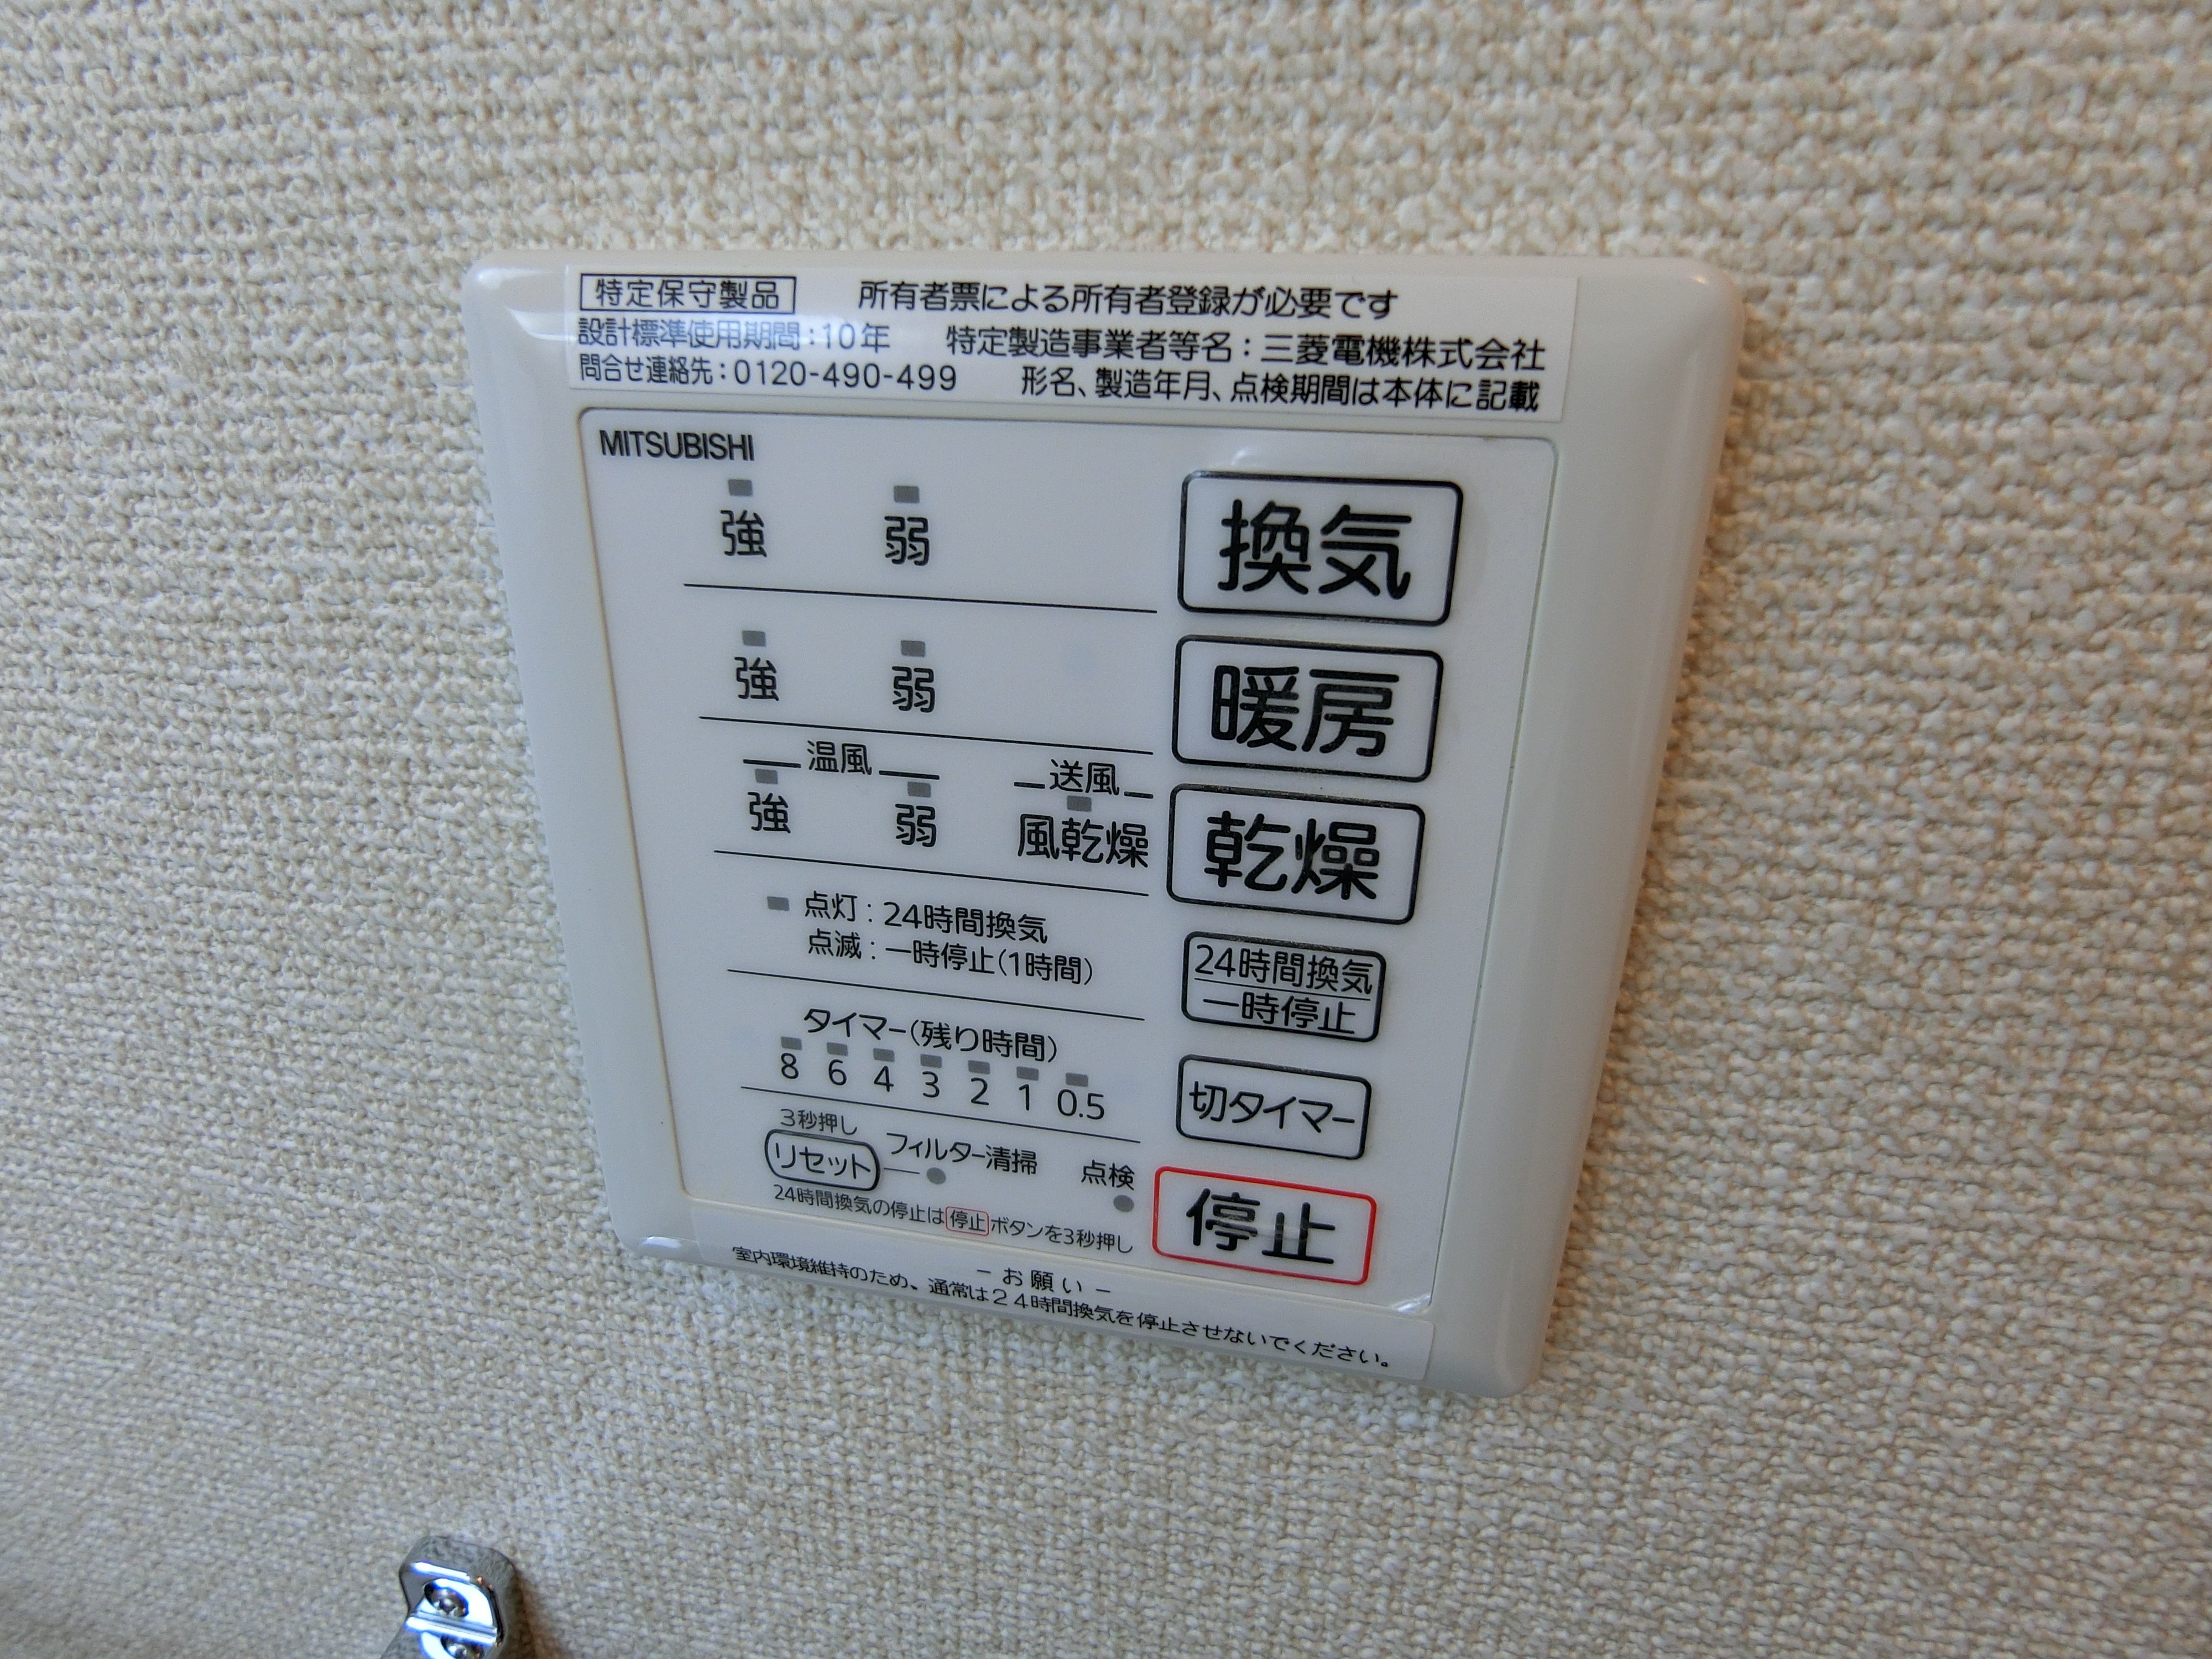 特定保守製品 所有者票による所有者登録が必要です
設計標準使用期間:10年 特定製造事業者等名:三菱電機株式会社
問合せ連絡先:0120-490-499 形名、製造年月、点検期間は本体に記載
MITSUBISHI
強 弱 換気
強 弱 暖房
温風 送風
強 弱 風乾燥 乾燥
点灯:24時間換気
点滅:一時停止(1時間)
24時間換気
一時停止
タイマー(残り時間)
8 6 4 3 2 1 0.5
切タイマー
3秒押し
リセット フィルター清掃 点検
24時間換気の停止は停止ボタンを3秒押し
停止
－お願い－
室内環境維持のため、通常は24時間換気を停止させないでください。